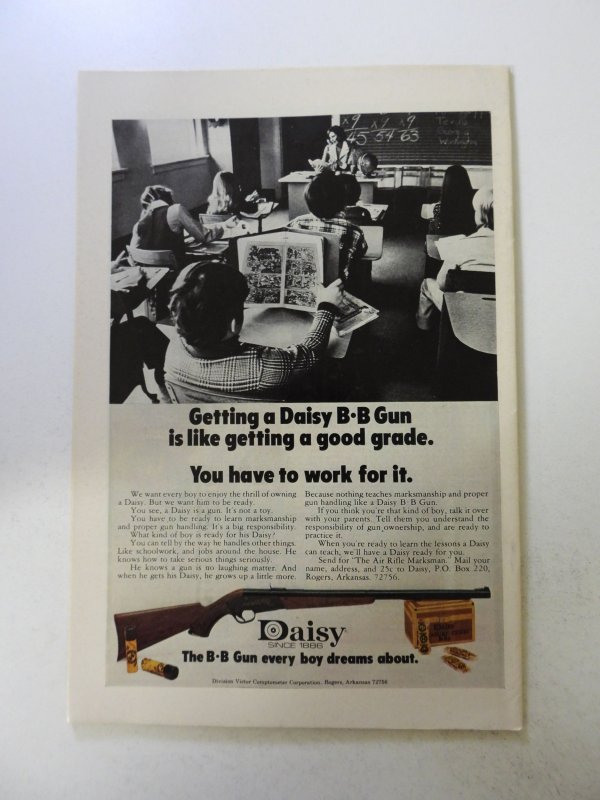 ×9 ×9 ×9
45 54 63
Getting a Daisy B·B Gun
is like getting a good grade.
You have to work for it.
We want every boy to enjoy the thrill of owning
a Daisy. But we want him to be ready.
You see, a Daisy is a gun. It's not a toy.
You have to be ready to learn marksmanship
and proper gun handling. It's a big responsibility.
What kind of boy is ready for his Daisy?
You can tell by the way he handles other things.
Like schoolwork, and jobs around the house. He
knows how to take serious things seriously.
He knows a gun is no laughing matter. And
when he gets his Daisy, he grows up a little more.
Because nothing teaches marksmanship and proper
gun handling like a Daisy B·B Gun.
If you think you're that kind of boy, talk it over
with your parents. Tell them you understand the
responsibility of gun ownership, and are ready to
practice it.
When you're ready to learn the lessons a Daisy
can teach, we'll have a Daisy ready for you.
Send for "The Air Rifle Marksman." Mail your
name, address, and 25¢ to Daisy, P.O. Box 220,
Rogers, Arkansas 72756.
Daisy
SINCE 1886
The B·B Gun every boy dreams about.
Division Victor Comptometer Corporation, Rogers, Arkansas 72756